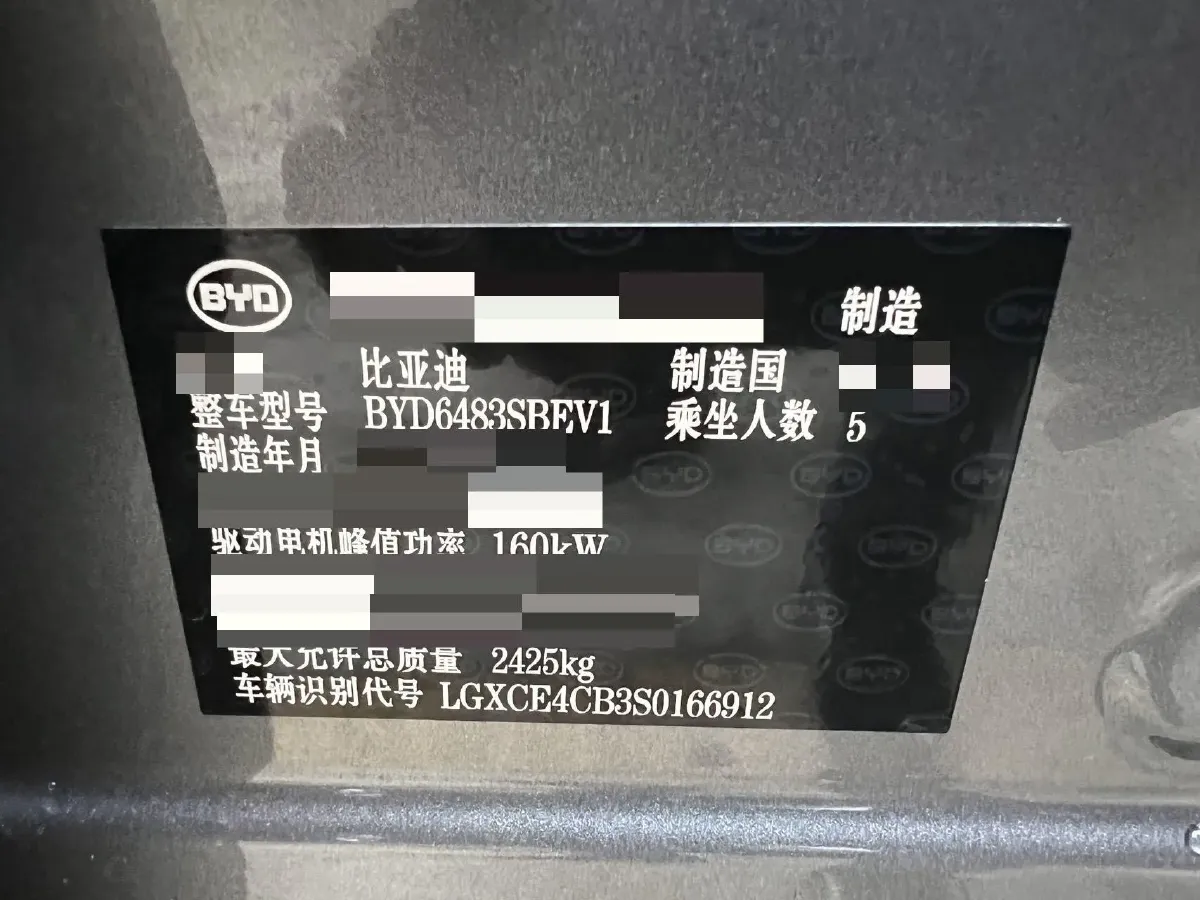 BYD 制造
比亚迪 制造国
整车型号 BYD6483SBEV1 乘坐人数 5
制造年月
驱动电机峰值功率 160kW
最大允许总质量 2425kg
车辆识别代号 LGXCE4CB3S0166912